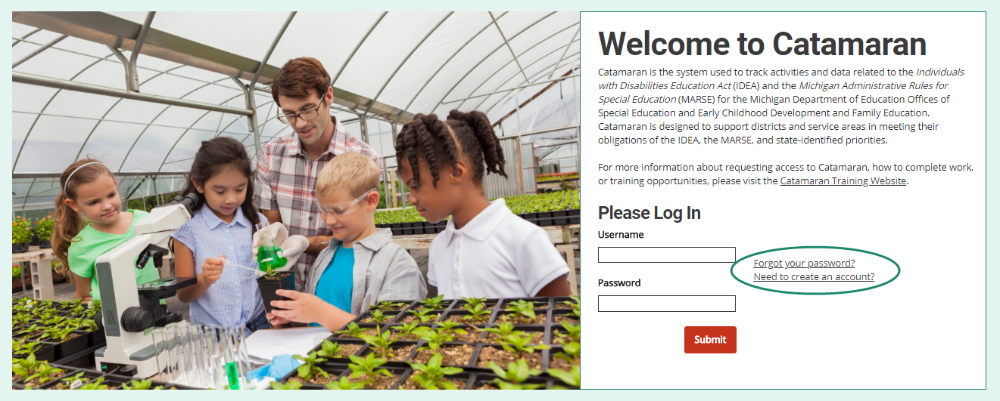 Welcome to Catamaran
Catamaran is the system used to track activities and data related to the Individuals
with Disabilities Education Act (IDEA) and the Michigan Administrative Rules for
Special Education (MARSE) for the Michigan Department of Education Offices of
Special Education and Early Childhood Development and Family Education.
Catamaran is designed to support districts and service areas in meeting their
obligations of the IDEA, the MARSE, and state-identified priorities.
For more information about requesting access to Catamaran, how to complete work,
or training opportunities, please visit the Catamaran Training Website.
Please Log In
Username
Forgot your password?
Need to create an account?
Password
Submit